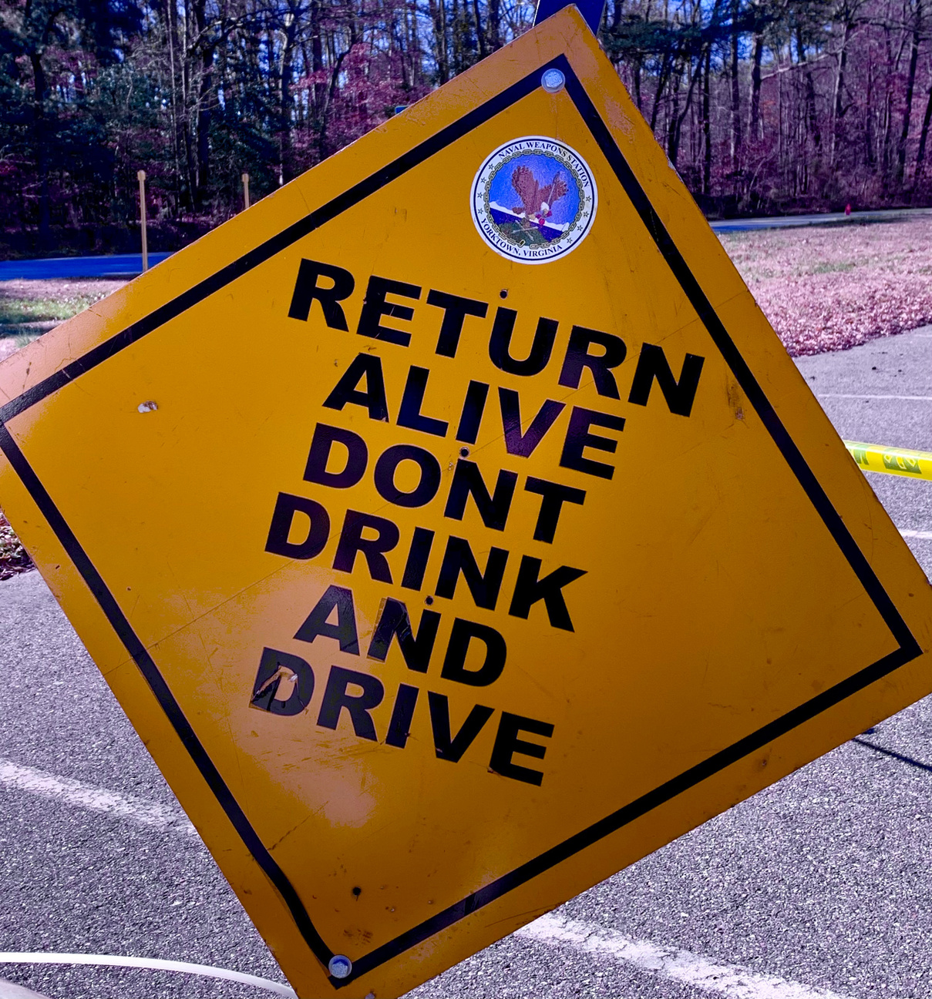 NAVAL WEAPONS STATION
YORKTOWN, VIRGINIA
RETURN
ALIVE
DONT
DRINK
AND
DRIVE